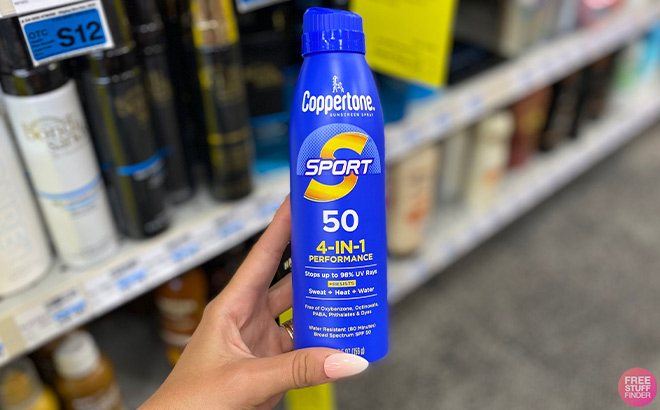 OTC
S12
Coppertone
SUNSCREEN SPRAY
SPORT
50
4-IN-1
PERFORMANCE
Stops up to 98% UV Rays
+RESISTS
Sweat + Heat + Water
Free of Oxybenzone, Octinoxate,
PABA, Phthalates & Dyes
Water Resistant (80 Minutes)
Broad Spectrum SPF 50
FREE
STUFF
FINDER